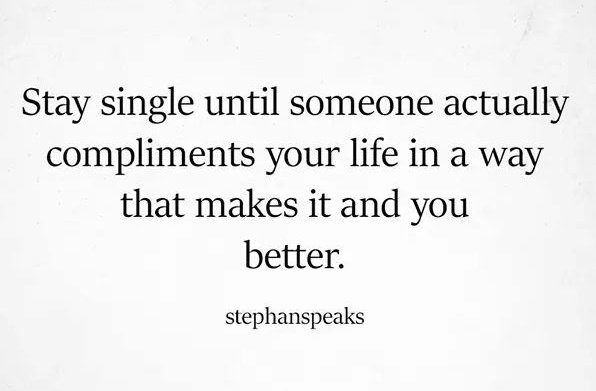 Stay single until someone actually
compliments your life in a way
that makes it and you
better.
stephanspeaks